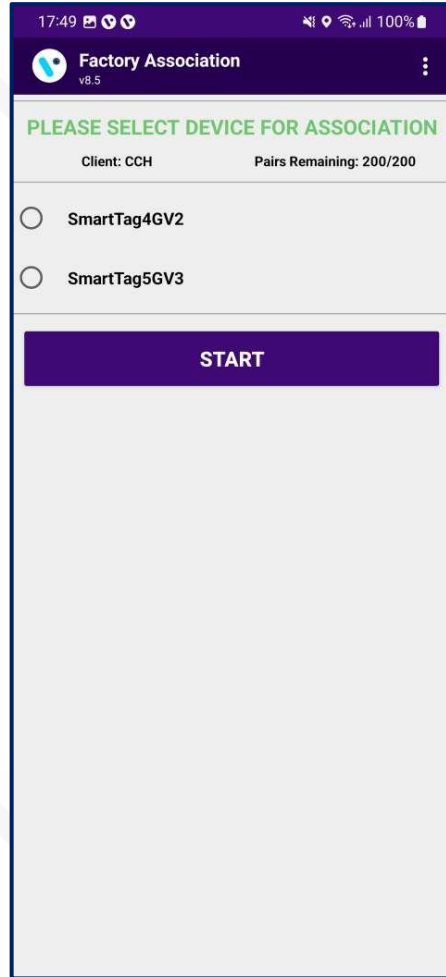 17:49 100%
Factory Association
v8.5
PLEASE SELECT DEVICE FOR ASSOCIATION
Client: CCH Pairs Remaining: 200/200
SmartTag4GV2
SmartTag5GV3
START